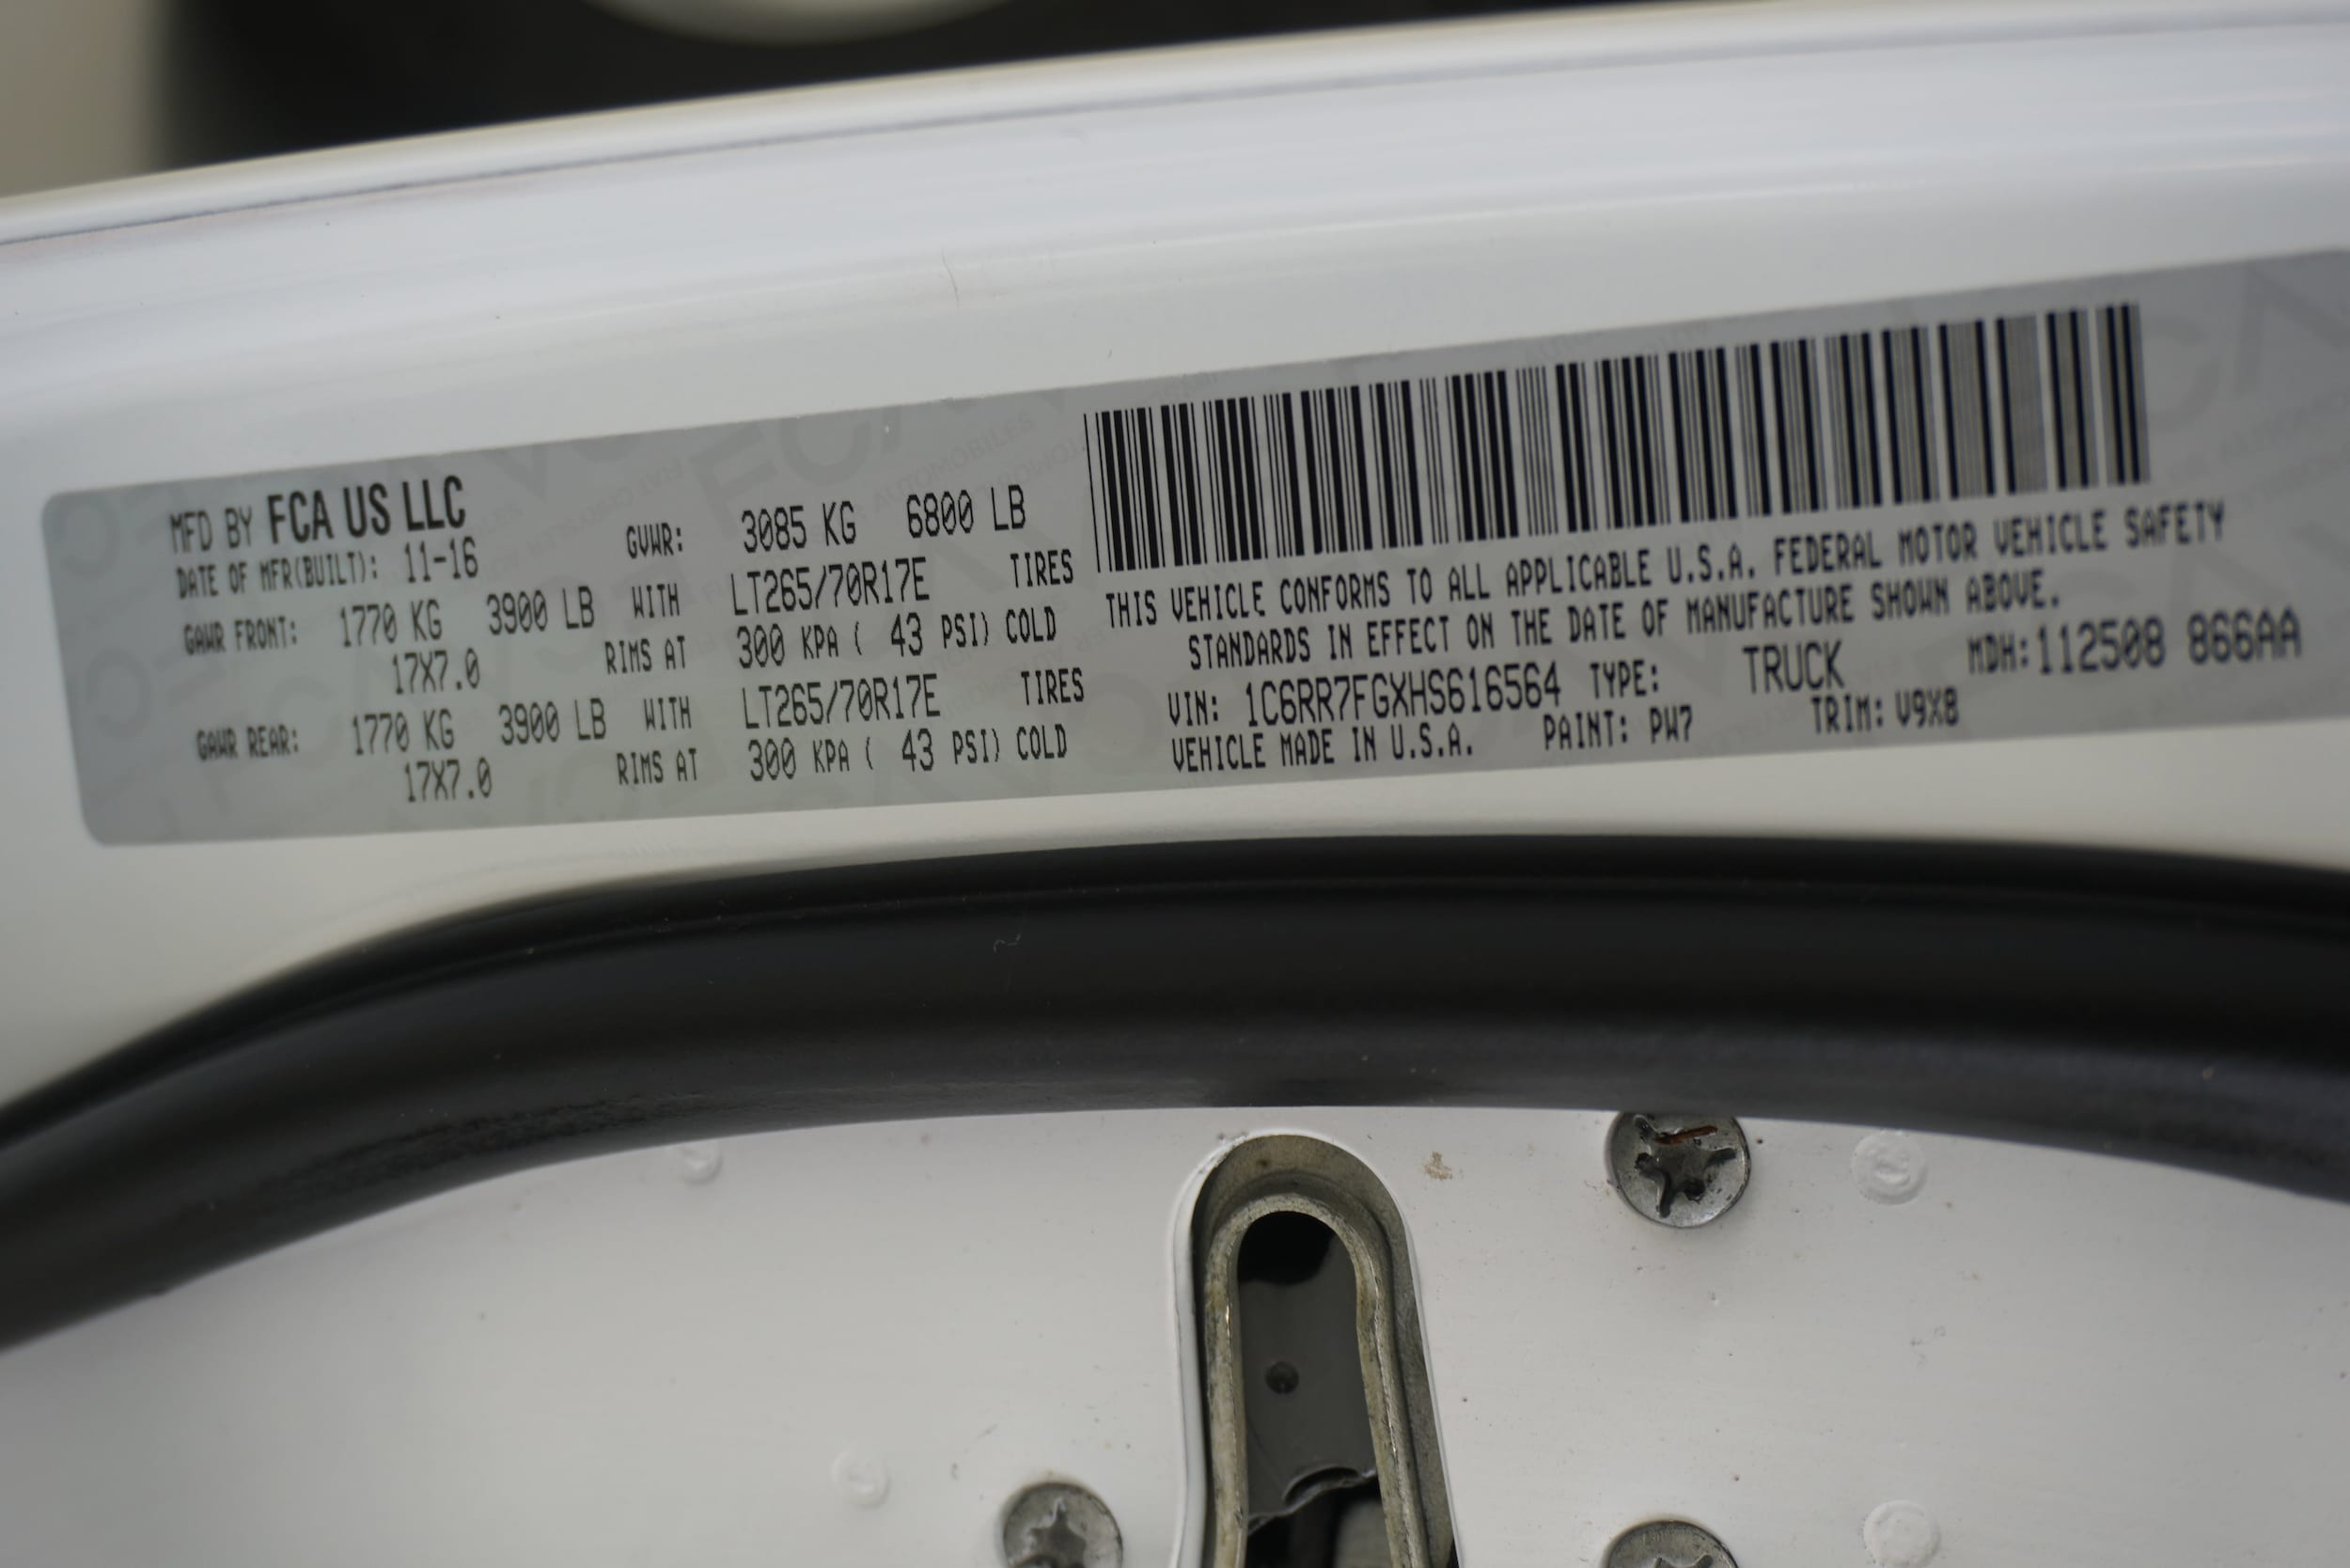 MFD BY FCA US LLC
DATE OF MFR(BUILT): 11-16 GVWR: 3085 KG 6800 LB
GAWR FRONT: 1770 KG 3900 LB WITH LT265/70R17E TIRES
17X7.0 RIMS AT 300 KPA ( 43 PSI) COLD
GAWR REAR: 1770 KG 3900 LB WITH LT265/70R17E TIRES
17X7.0 RIMS AT 300 KPA ( 43 PSI) COLD
THIS VEHICLE CONFORMS TO ALL APPLICABLE U.S.A. FEDERAL MOTOR VEHICLE SAFETY
STANDARDS IN EFFECT ON THE DATE OF MANUFACTURE SHOWN ABOVE.
MDH:112508 866AA
VIN: 1C6RR7FGXHS616564 TYPE: TRUCK
VEHICLE MADE IN U.S.A. PAINT: PW7 TRIM: V9X8